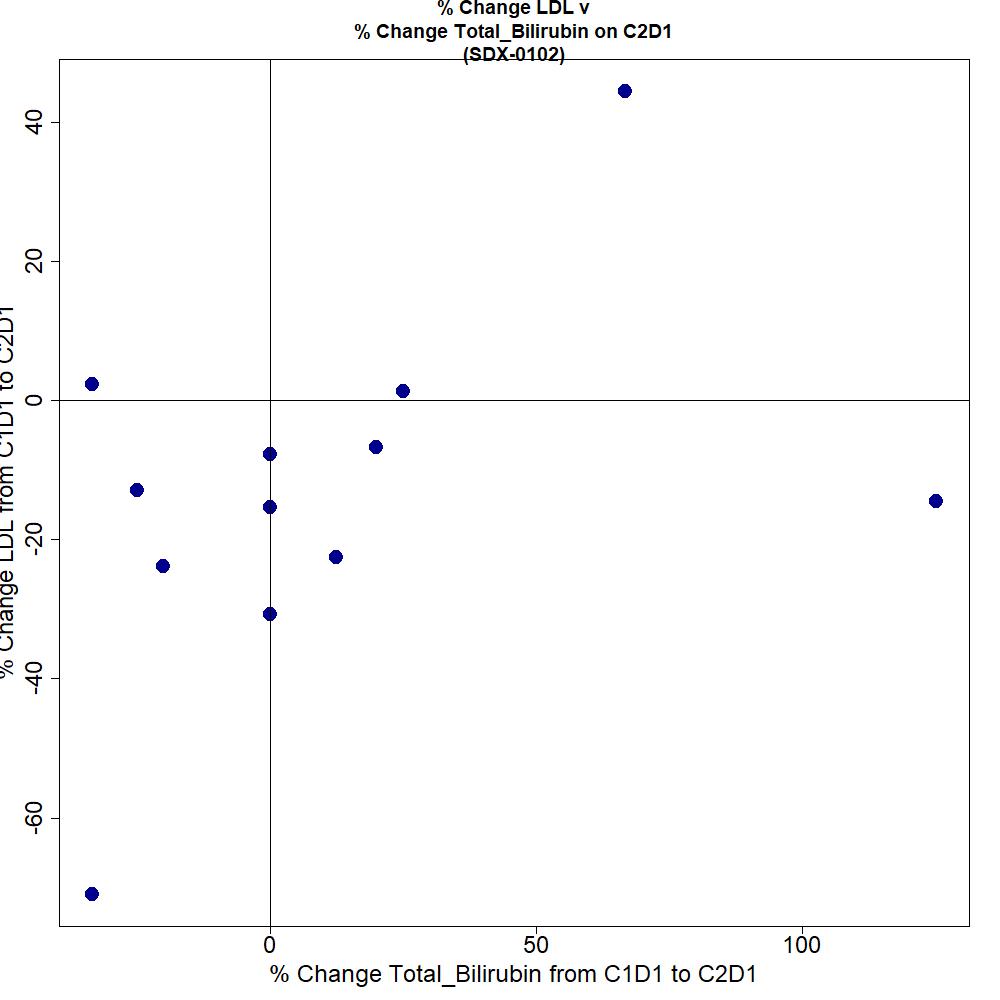 % Change LDL v
% Change Total_Bilirubin on C2D1
(SDX-0102)
40
20
0
-20
-40
-60
% Change LDL from C1D1 to C2D1
0
50
100
% Change Total_Bilirubin from C1D1 to C2D1